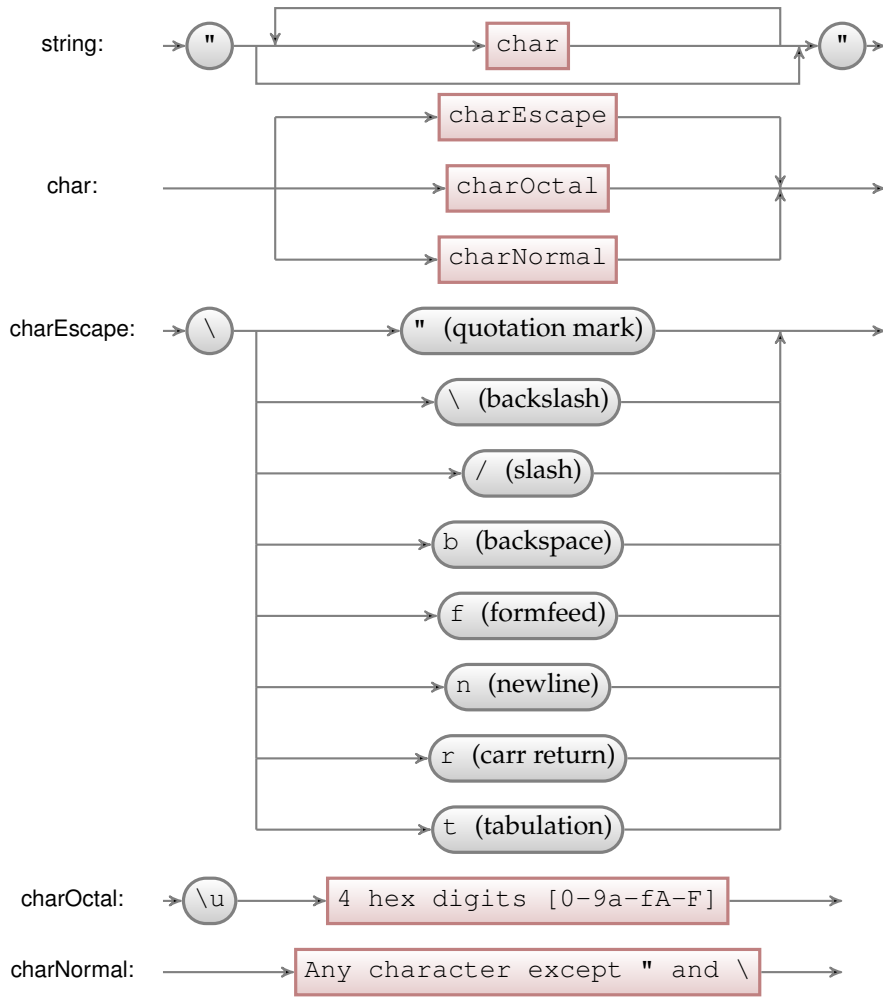 string: " char "
charEscape
char: charOctal
charNormal
charEscape: \ " (quotation mark)
\ (backslash)
/ (slash)
b (backspace)
f (formfeed)
n (newline)
r (carr return)
t (tabulation)
charOctal: \u 4 hex digits [0-9a-fA-F]
charNormal: Any character except " and \